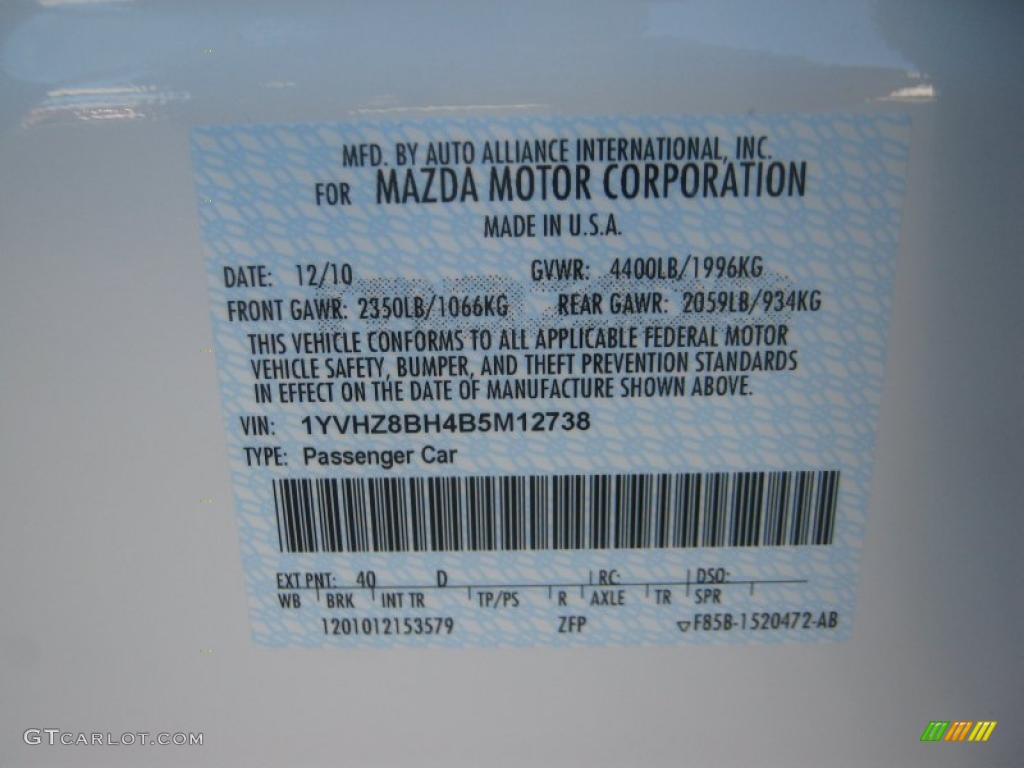 MFD. BY AUTO ALLIANCE INTERNATIONAL, INC.
FOR MAZDA MOTOR CORPORATION
MADE IN U.S.A.
DATE: 12/10 GVWR: 4400LB/1996KG
FRONT GAWR: 2350LB/1066KG REAR GAWR: 2059LB/934KG
THIS VEHICLE CONFORMS TO ALL APPLICABLE FEDERAL MOTOR
VEHICLE SAFETY, BUMPER, AND THEFT PREVENTION STANDARDS
IN EFFECT ON THE DATE OF MANUFACTURE SHOWN ABOVE.
VIN: 1YVHZ8BH4B5M12738
TYPE: Passenger Car
EXT PNT: 40 D RC: DSO:
WB BRK INT TR TP/PS R AXLE TR SPR
1201012153579 ZFP F85B-1520472-AB
GTCARLOT.COM